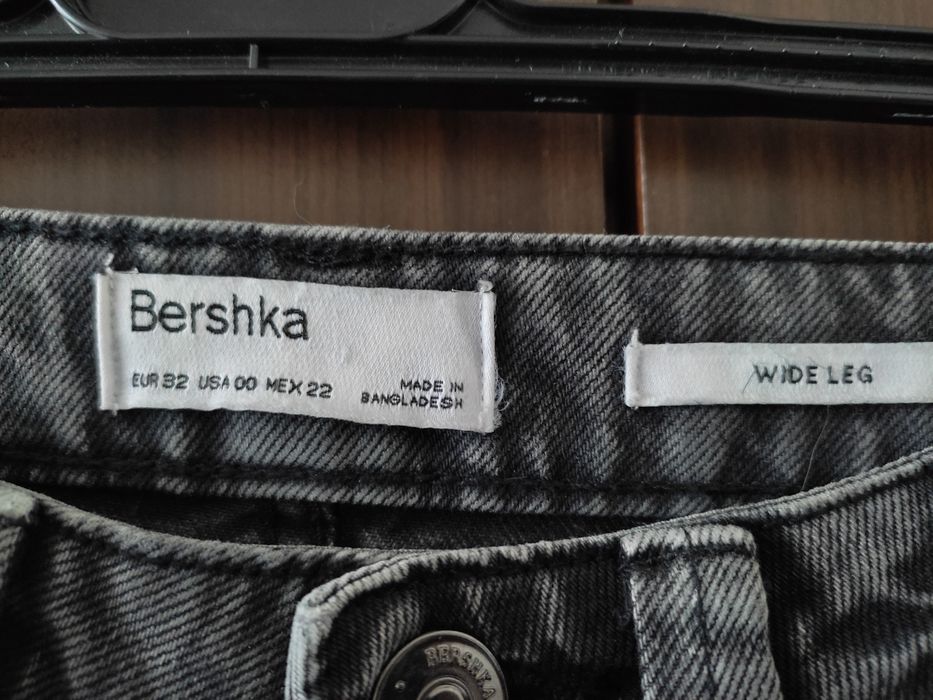 Bershka
EUR 32 USA 00 MEX 22
MADE IN
BANGLADESH
WIDE LEG
BERSHKA